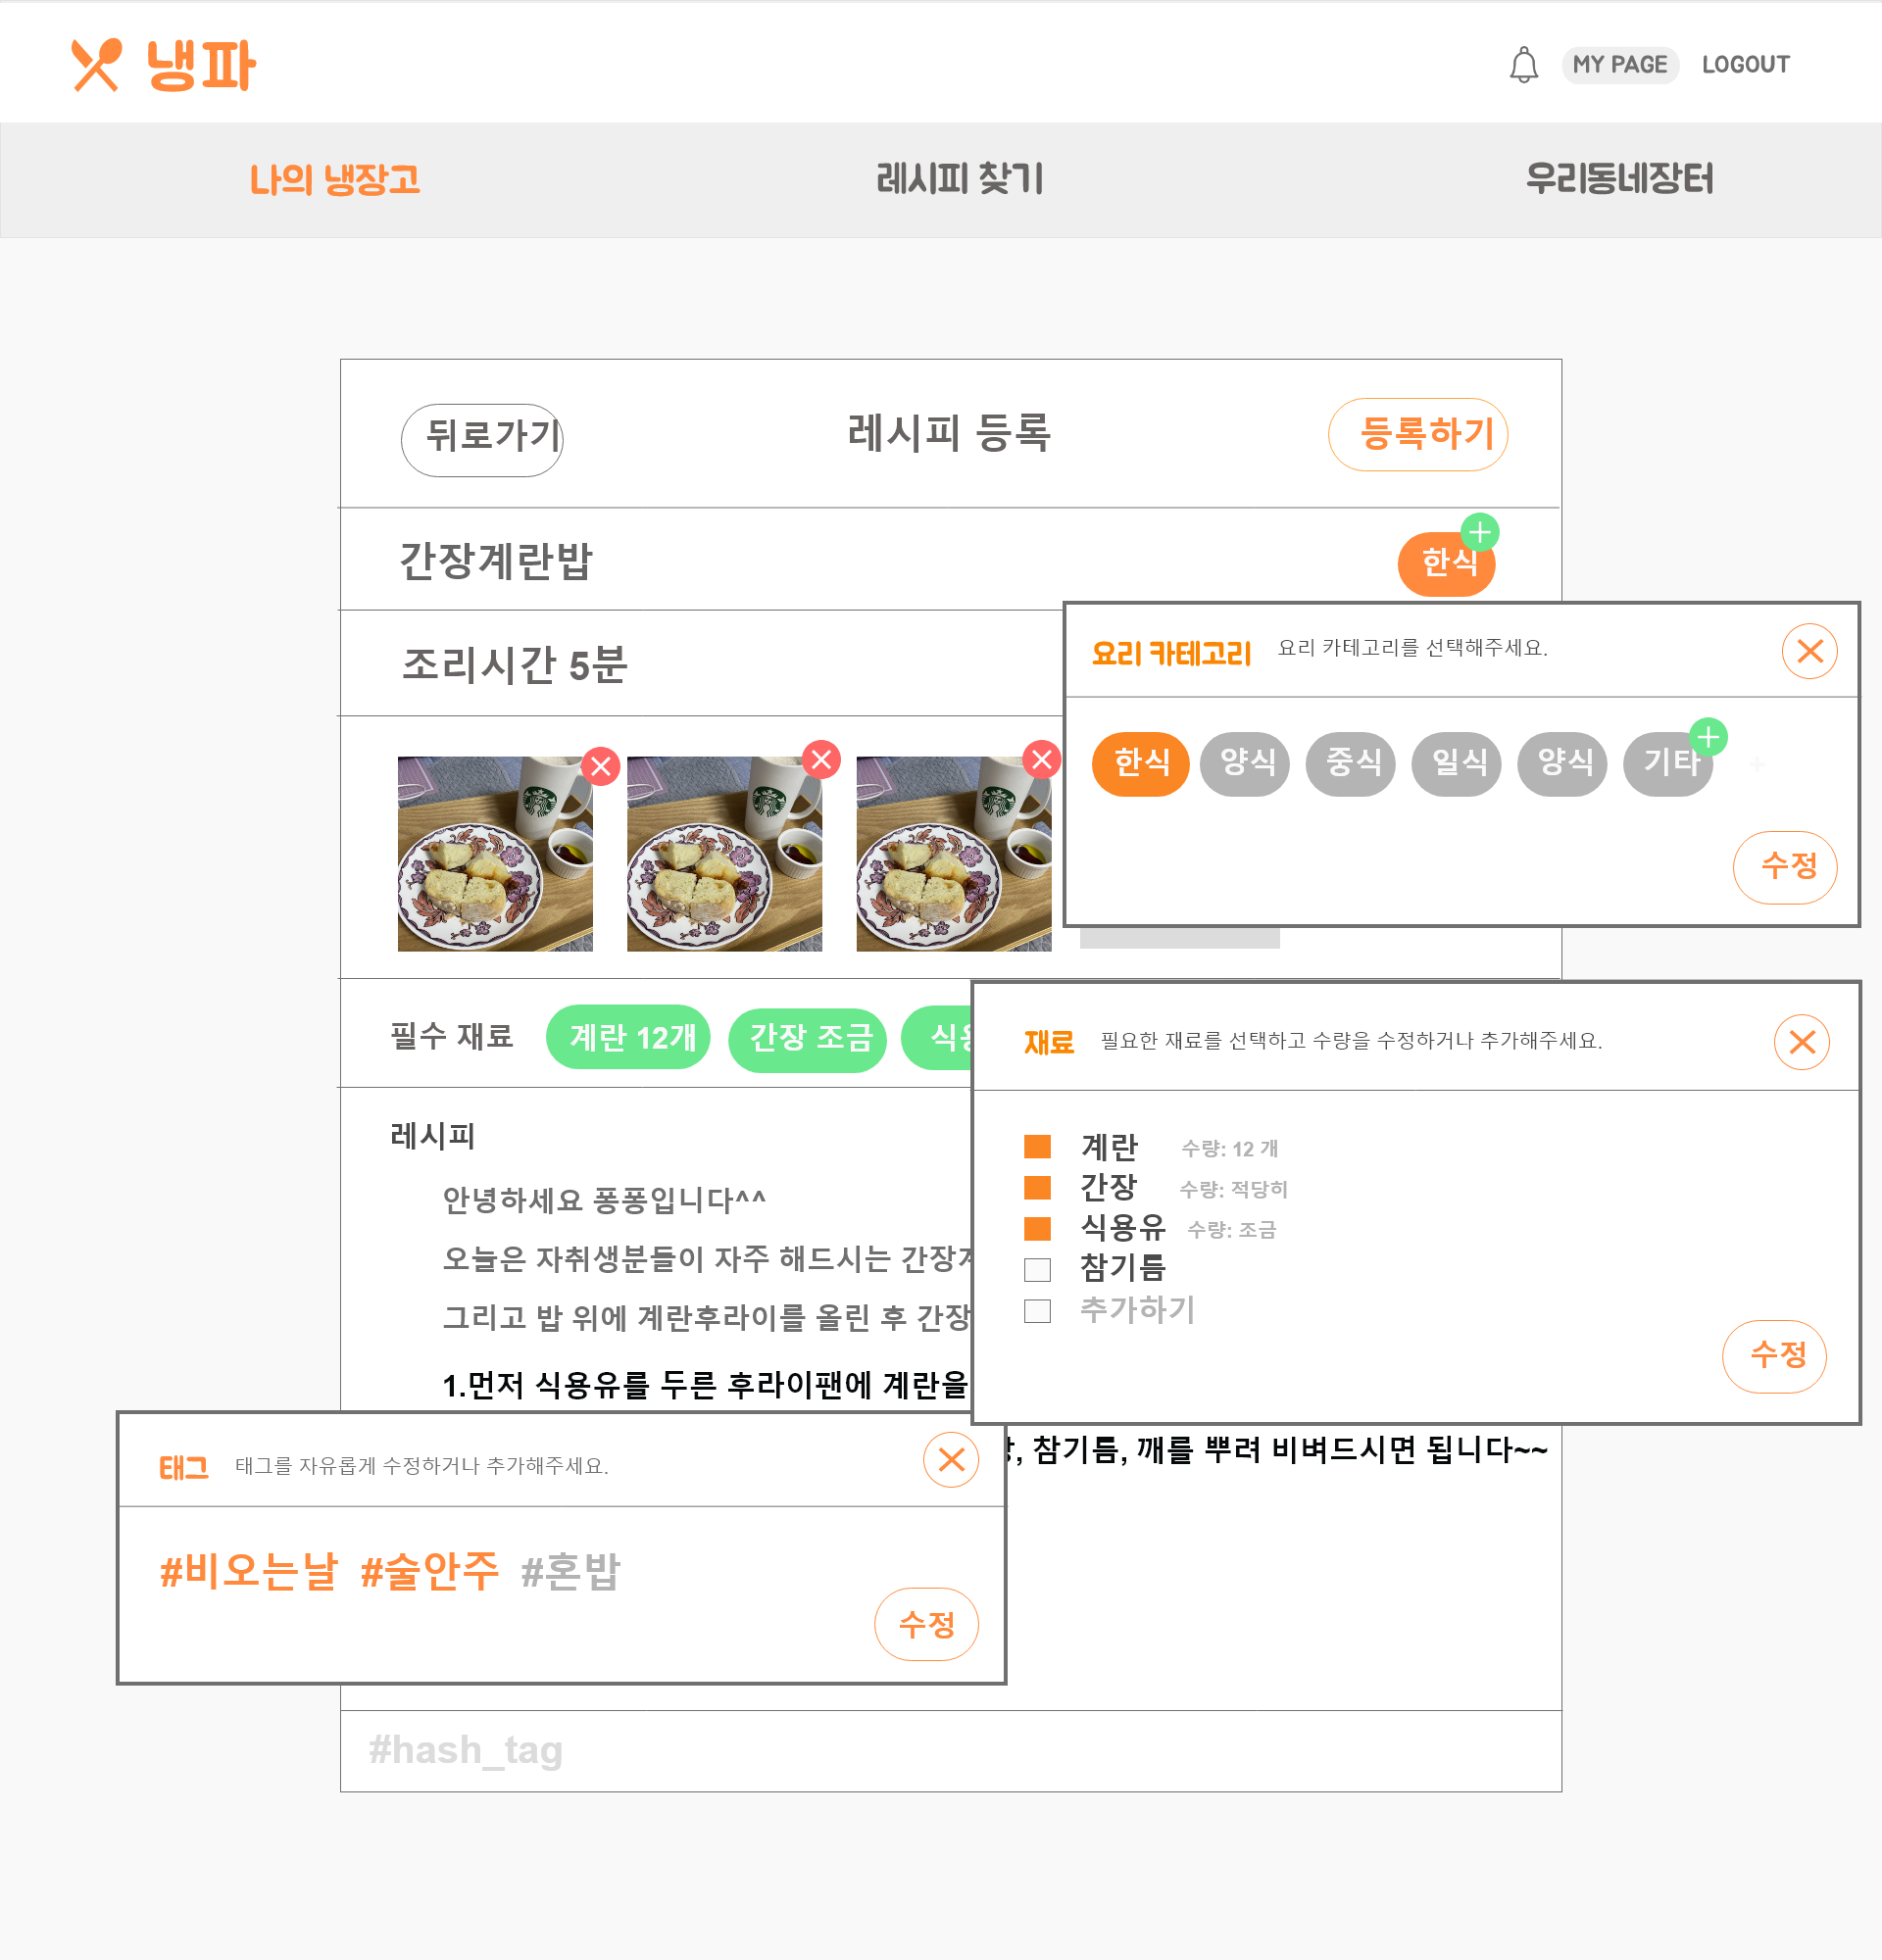 냉파
MY PAGE
LOGOUT
나의 냉장고
레시피 찾기
우리동네장터
뒤로가기
레시피 등록
등록하기
간장계란밥
한식
조리시간 5분
요리 카테고리
요리 카테고리를 선택해주세요.
한식 양식 중식 일식 양식 기타
수정
필수 재료
계란 12개
간장 조금
재료
필요한 재료를 선택하고 수량을 수정하거나 추가해주세요.
계란 수량: 12 개
간장 수량: 적당히
식용유 수량: 조금
참기름
추가하기
수정
레시피
안녕하세요 퐁퐁입니다^^
오늘은 자취생분들이 자주 해드시는
그리고 밥 위에 계란후라이를 올린 후 간장
1.먼저 식용유를 두른 후라이팬에 계란을
, 참기름, 깨를 뿌려 비벼드시면 됩니다~~
태그
태그를 자유롭게 수정하거나 추가해주세요.
#비오는날 #술안주 #혼밥
수정
#hash_tag